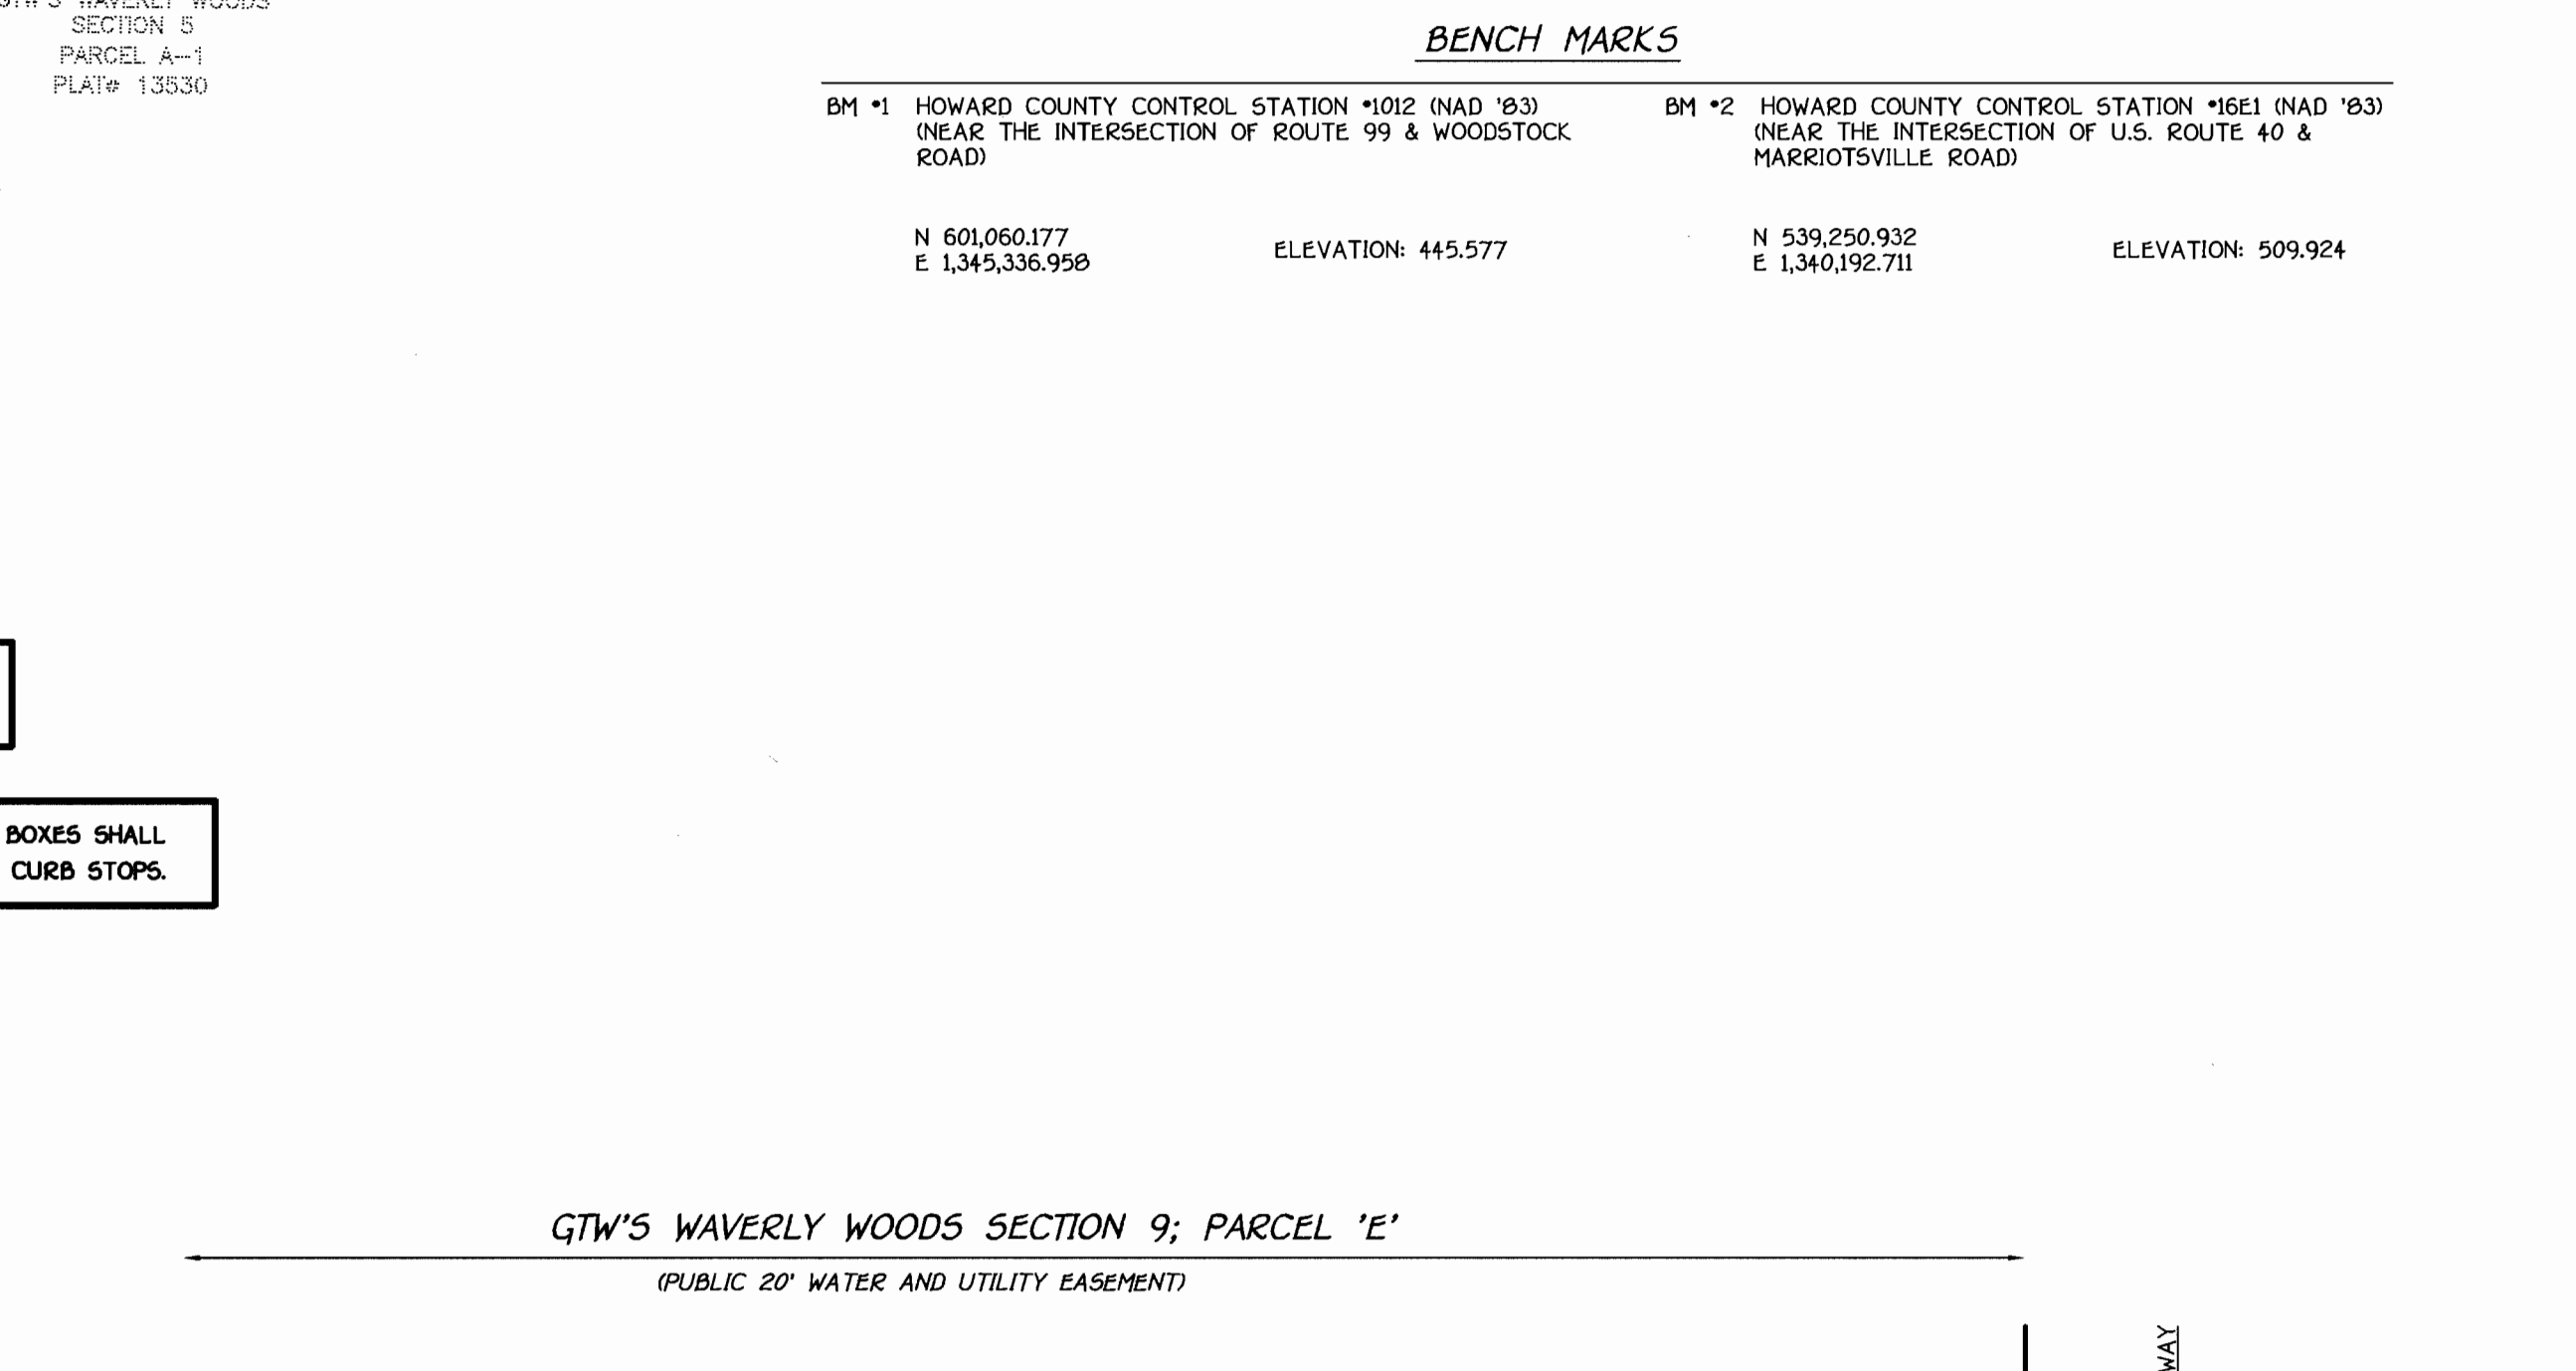 WAVERLY WOODS
SECTION 5
PARCEL A-1
PLAT# 13530
BENCH MARKS
BM •1 HOWARD COUNTY CONTROL STATION •1012 (NAD '83)
(NEAR THE INTERSECTION OF ROUTE 99 & WOODSTOCK
ROAD)
N 601,060.177
E 1,345,336.958
ELEVATION: 445.577
BM •2 HOWARD COUNTY CONTROL STATION •16E1 (NAD '83)
(NEAR THE INTERSECTION OF U.S. ROUTE 40 &
MARRIOTSVILLE ROAD)
N 539,250.932
E 1,340,192.711
ELEVATION: 509.924
BOXES SHALL
CURB STOPS.
GTW'S WAVERLY WOODS SECTION 9; PARCEL 'E'
(PUBLIC 20' WATER AND UTILITY EASEMENT)
WAY